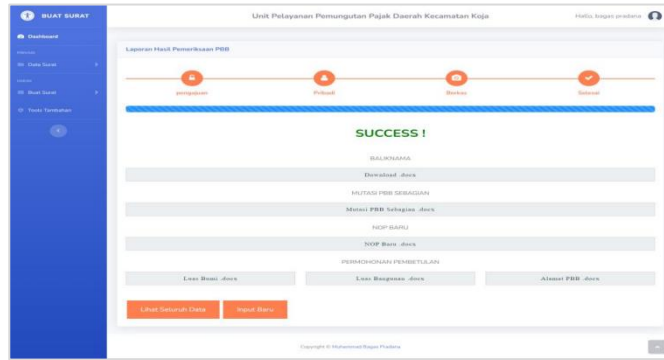 BUAT SURAT
Unit Pelayanan Pemungutan Pajak Daerah Kecamatan Koja
Hallo, bagas pradana
Dashboard
Data Surat
Buat Surat
Tools Tambahan
Laporan Hasil Pemeriksaan PBB
pengajuan
Pribadi
Berkas
Selesai
SUCCESS !
BALIKNAMA
Download .docx
MUTASI PBB SEBAGIAN
Mutasi PBB Sebagian .docx
NOP BARU
NOP Baru .docx
PERMOHONAN PEMBETULAN
Luas Bumi .docx
Luas Bangunan .docx
Alamat PBB .docx
Lihat Seluruh Data
Input Baru
Copyright © Muhammad Bagas Pradana